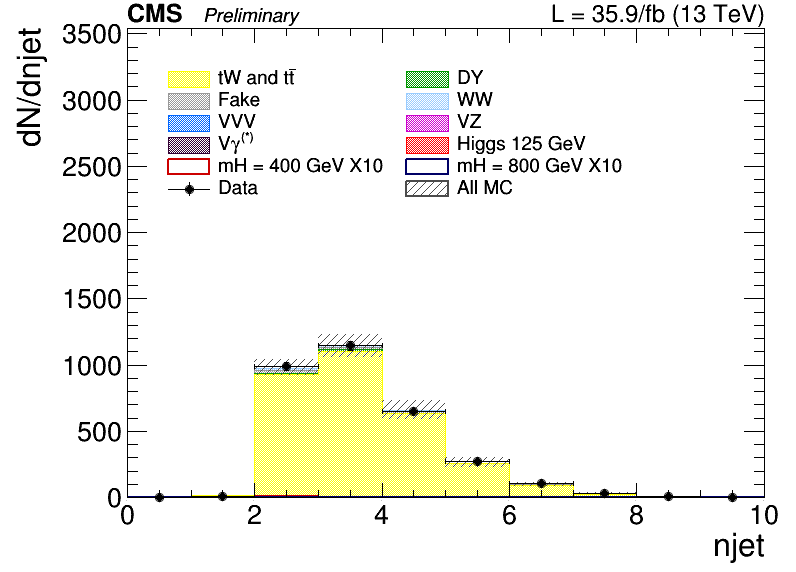 CMS Preliminary L = 35.9/fb (13 TeV)
dN/dnjet
3500
3000
2500
2000
1500
1000
500
0
tW and tt̄ DY
Fake WW
VVV VZ
Vγ(*) Higgs 125 GeV
mH = 400 GeV X10 mH = 800 GeV X10
Data All MC
0 2 4 6 8 10
njet